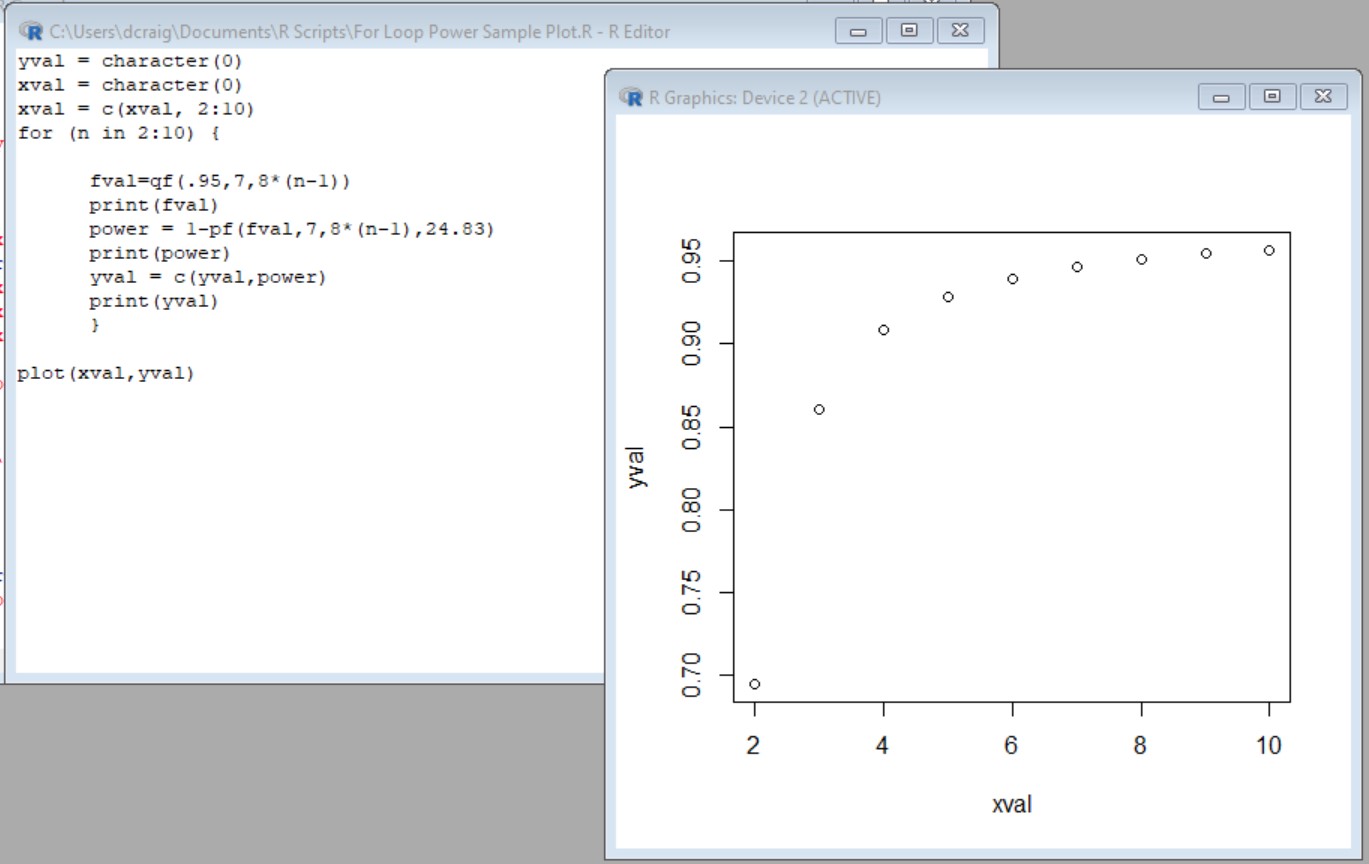 C:\Users\dcraig\Documents\R Scripts\For Loop Power Sample Plot.R - R Editor
yval = character(0)
xval = character(0)
xval = c(xval, 2:10)
for (n in 2:10) {
fval=qf(.95,7,8*(n-1))
print(fval)
power = 1-pf(fval,7,8*(n-1),24.83)
print(power)
yval = c(yval,power)
print(yval)
}
plot(xval,yval)
R Graphics: Device 2 (ACTIVE)
0.95
0.90
0.85
0.80
0.75
0.70
yval
2 4 6 8 10
xval